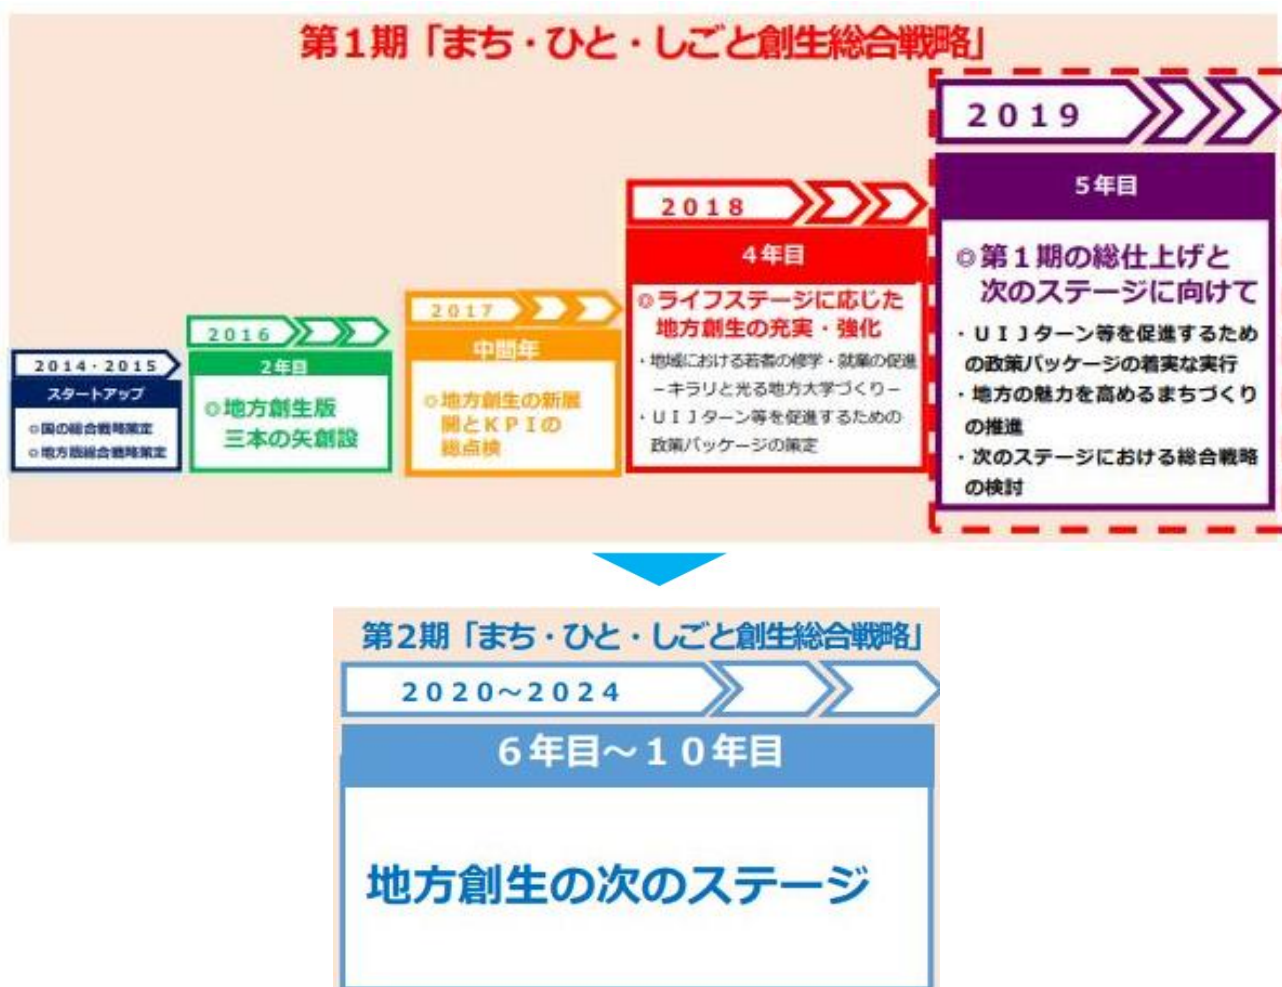 第１期「まち・ひと・しごと創生総合戦略」
２０１４・２０１５
スタートアップ
◎国の総合戦略策定
◎地方版総合戦略策定
２０１６
２年目
◎地方創生版
三本の矢創設
２０１７
中間年
◎地方創生の新展
開とＫＰＩの
総点検
２０１８
４年目
◎ライフステージに応じた
地方創生の充実・強化
・地域における若者の修学・就業の促進
－キラリと光る地方大学づくり－
・ＵＩＪターン等を促進するための
政策パッケージの策定
２０１９
５年目
◎第１期の総仕上げと
次のステージに向けて
・ＵＩＪターン等を促進するため
の政策パッケージの着実な実行
・地方の魅力を高めるまちづくり
の推進
・次のステージにおける総合戦略
の検討
第２期「まち・ひと・しごと創生総合戦略」
２０２０～２０２４
６年目～１０年目
地方創生の次のステージ